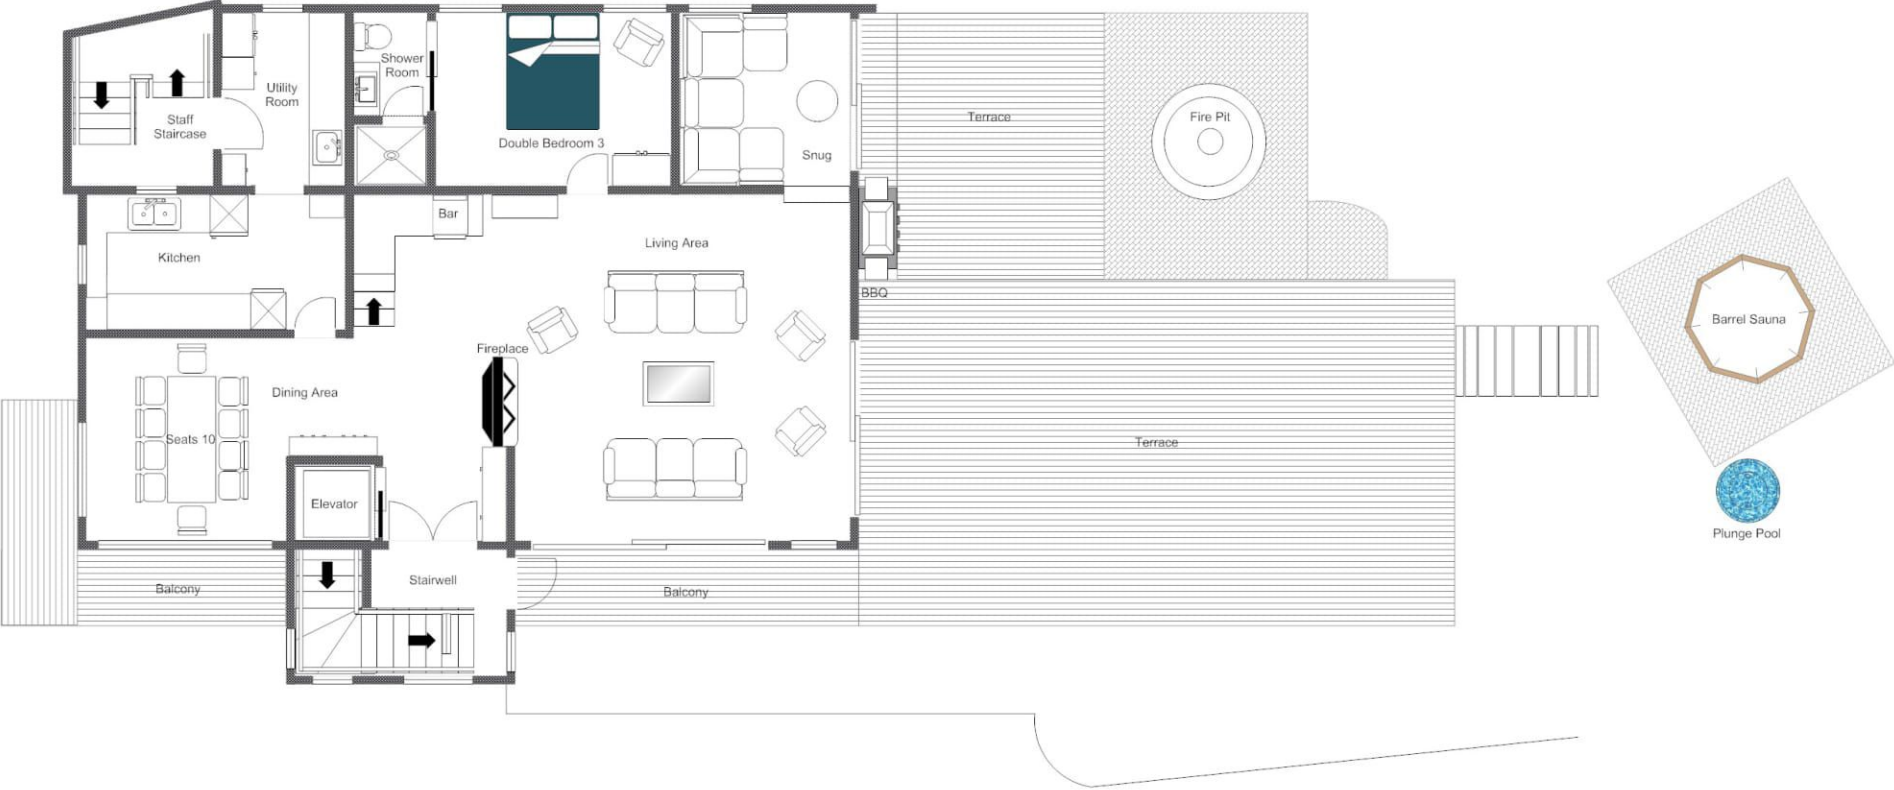 Shower
Room
Utility
Room
Staff
Staircase
Double Bedroom 3
Snug
Terrace
Fire Pit
Bar
Kitchen
Living Area
BBQ
Barrel Sauna
Fireplace
Dining Area
Seats 10
Terrace
Elevator
Plunge Pool
Balcony
Stairwell
Balcony